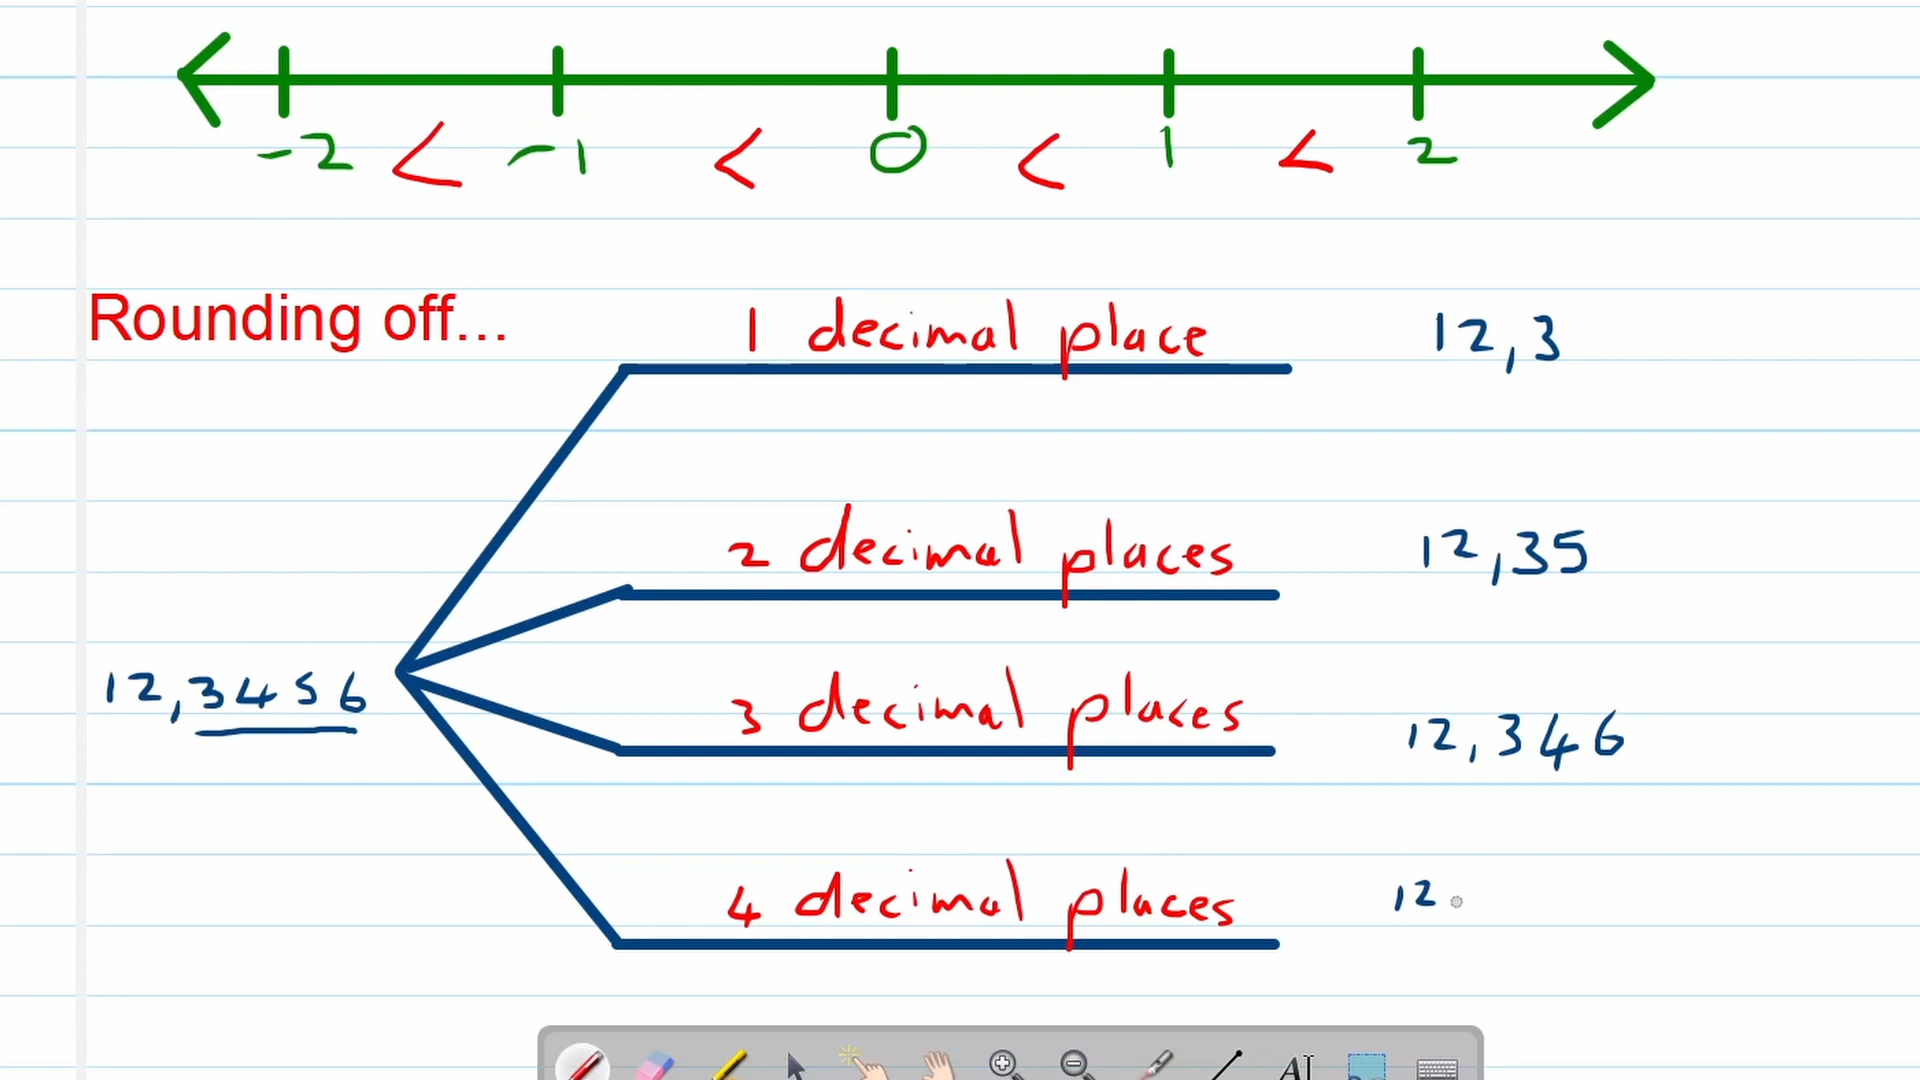 -2 < -1 < 0 < 1 < 2
Rounding off...
1 decimal place 12,3
2 decimal places 12,35
12,3456
3 decimal places 12,346
4 decimal places 12